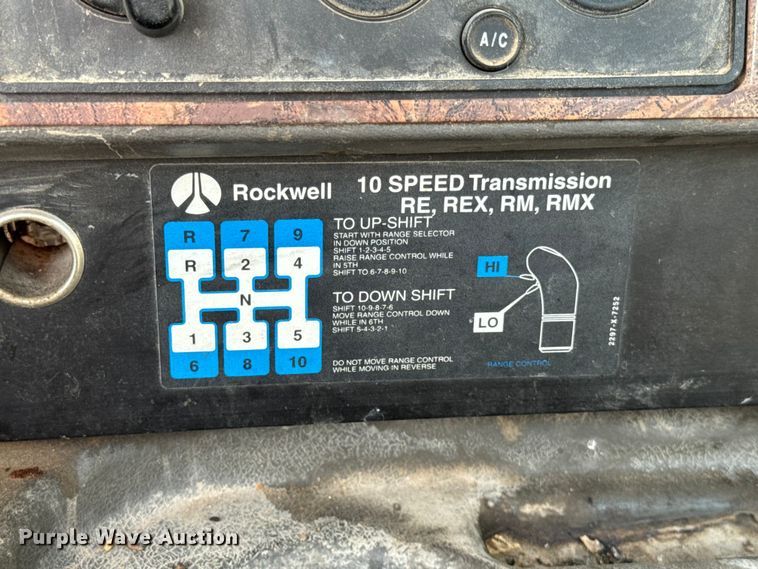 A/C
Rockwell
10 SPEED Transmission
RE, REX, RM, RMX
R 7 9
R 2 4
N
1 3 5
6 8 10
TO UP-SHIFT
START WITH RANGE SELECTOR
IN DOWN POSITION
SHIFT 1-2-3-4-5
RAISE RANGE CONTROL WHILE
IN 5TH
SHIFT TO 6-7-8-9-10
TO DOWN SHIFT
SHIFT 10-9-8-7-6
MOVE RANGE CONTROL DOWN
WHILE IN 6TH
SHIFT 5-4-3-2-1
DO NOT MOVE RANGE CONTROL
WHILE MOVING IN REVERSE
HI
LO
RANGE CONTROL
2297-X-7252
Purple Wave Auction